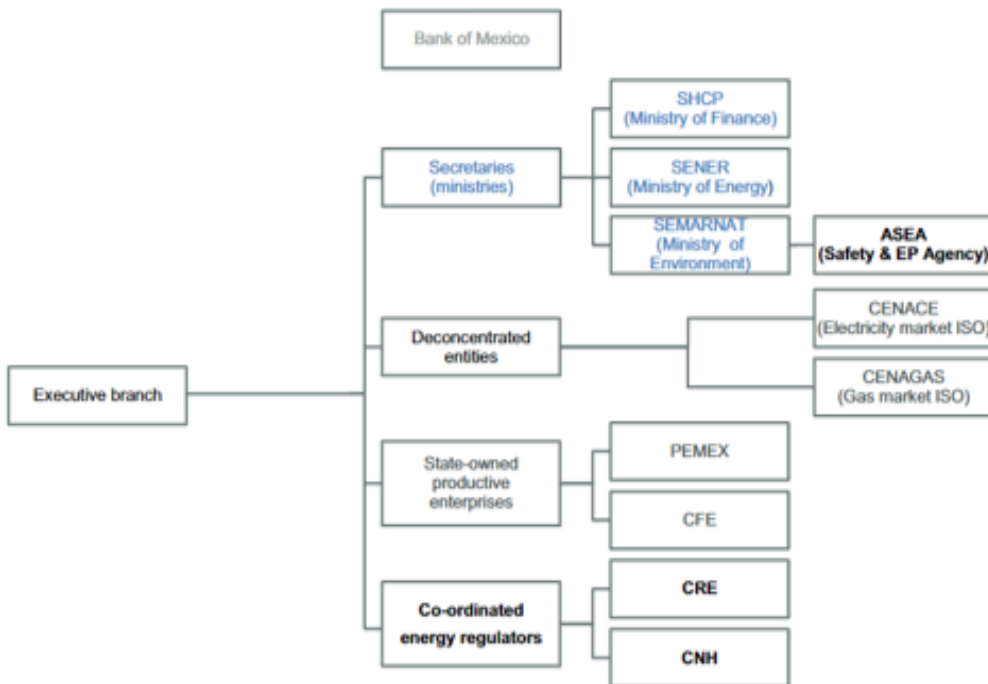 Bank of Mexico
SHCP
(Ministry of Finance)
Secretaries
(ministries)
SENER
(Ministry of Energy)
SEMARNAT
(Ministry of
Environment)
ASEA
(Safety & EP Agency)
Deconcentrated
entities
CENACE
(Electricity market ISO)
CENAGAS
(Gas market ISO)
Executive branch
State-owned
productive
enterprises
PEMEX
CFE
Co-ordinated
energy regulators
CRE
CNH